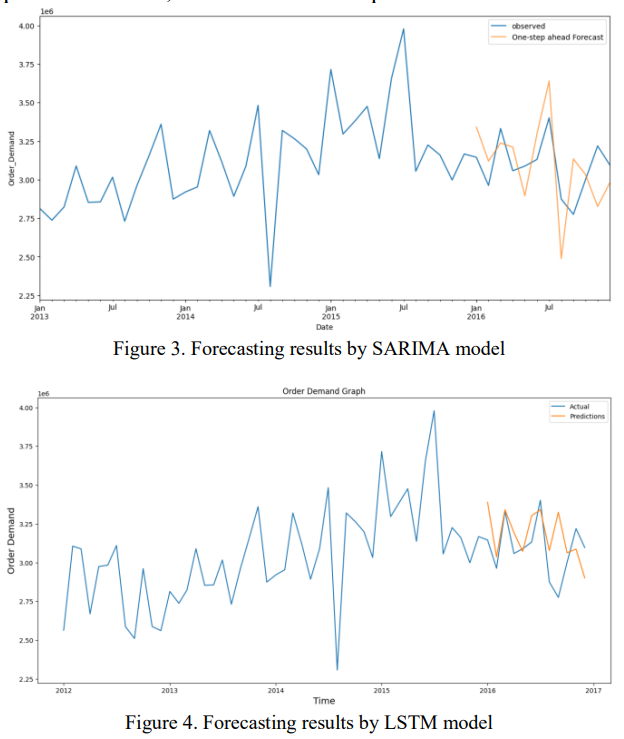 1e6
4.00
3.75
3.50
3.25
3.00
2.75
2.50
2.25
Order_Demand
observed
One-step ahead Forecast
Jan
2013
Jul
Jan
2014
Jul
Jan
2015
Jul
Jan
2016
Jul
Date
Figure 3. Forecasting results by SARIMA model
Order Demand Graph
1e6
4.00
3.75
3.50
3.25
3.00
2.75
2.50
2.25
Order Demand
Actual
Predictions
2012
2013
2014
2015
2016
2017
Time
Figure 4. Forecasting results by LSTM model